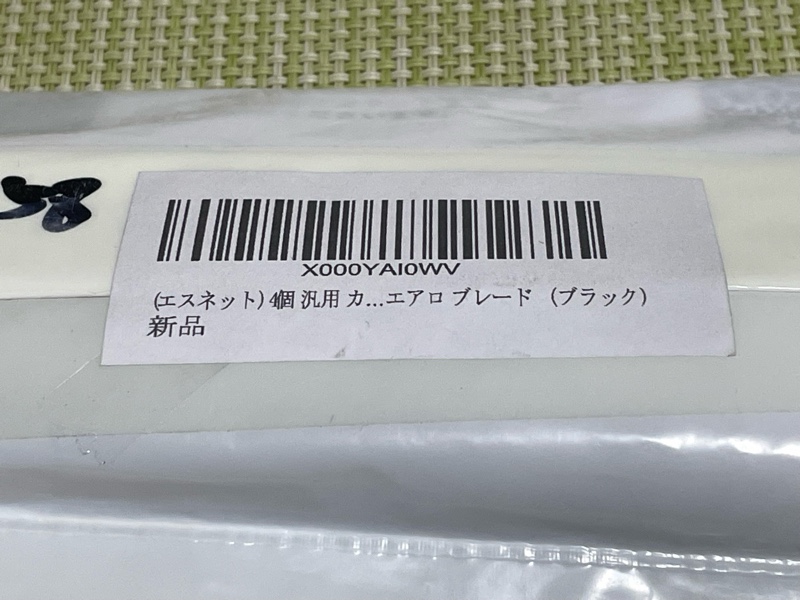 X000YAI0WV
(エスネット) 4個 汎用 カ...エアロ ブレード （ブラック）
新品